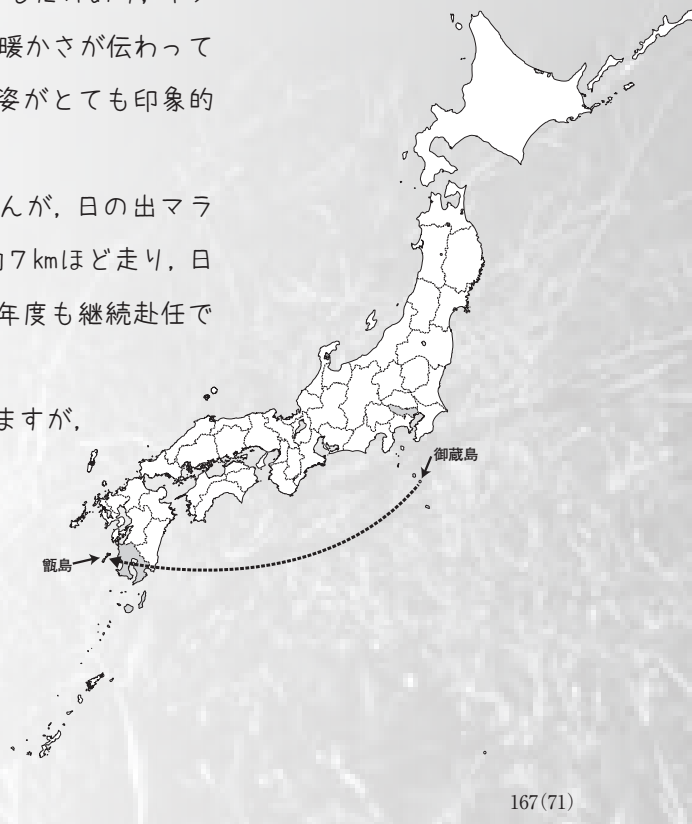 暖かさが伝わって
姿がとても印象的
んが，日の出マラ
7kmほど走り，日
年度も継続赴任で
ますが，
御蔵島
甑島
167(71)